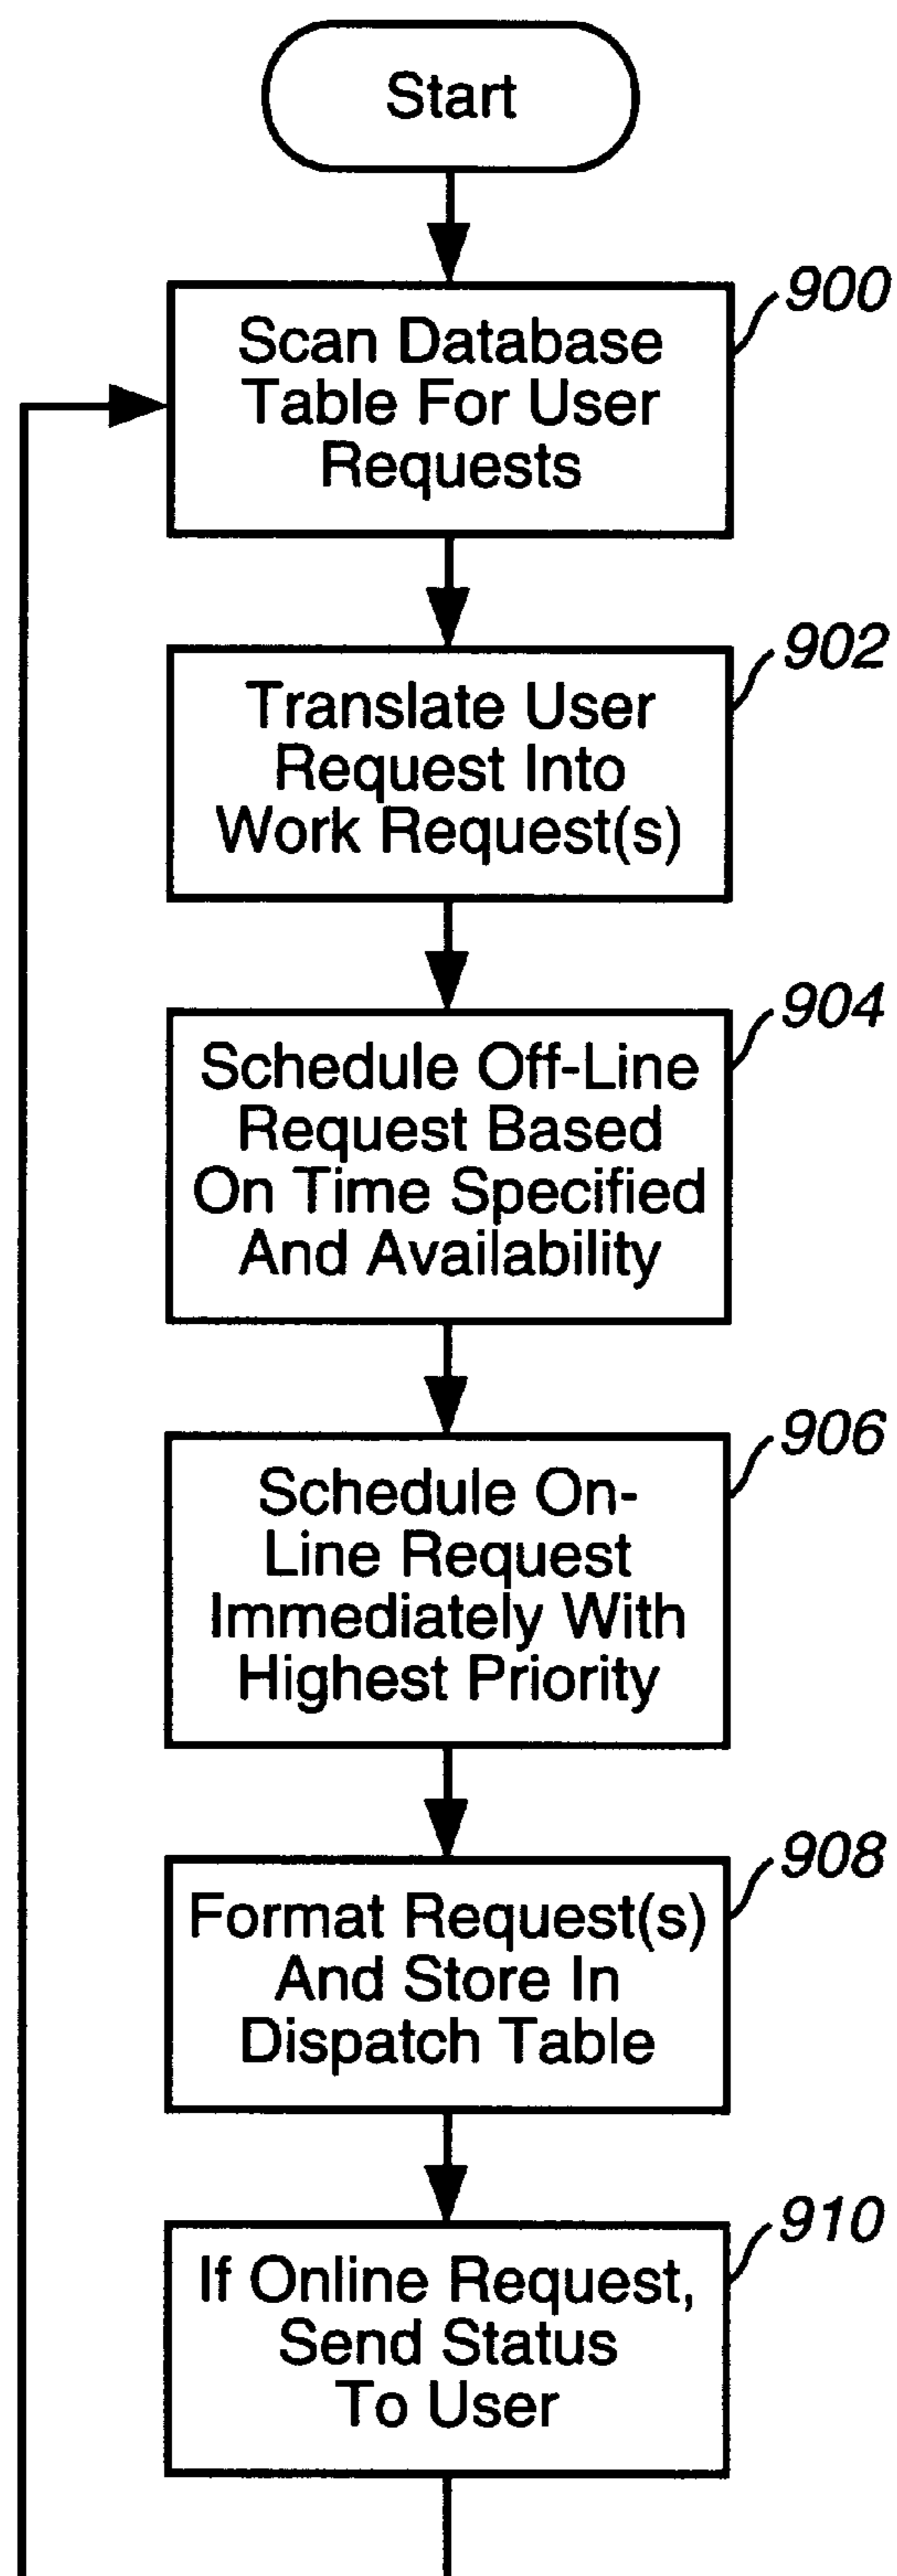 Start
900
Scan Database
Table For User
Requests
902
Translate User
Request Into
Work Request(s)
904
Schedule Off-Line
Request Based
On Time Specified
And Availability
906
Schedule On-
Line Request
Immediately With
Highest Priority
908
Format Request(s)
And Store In
Dispatch Table
910
If Online Request,
Send Status
To User